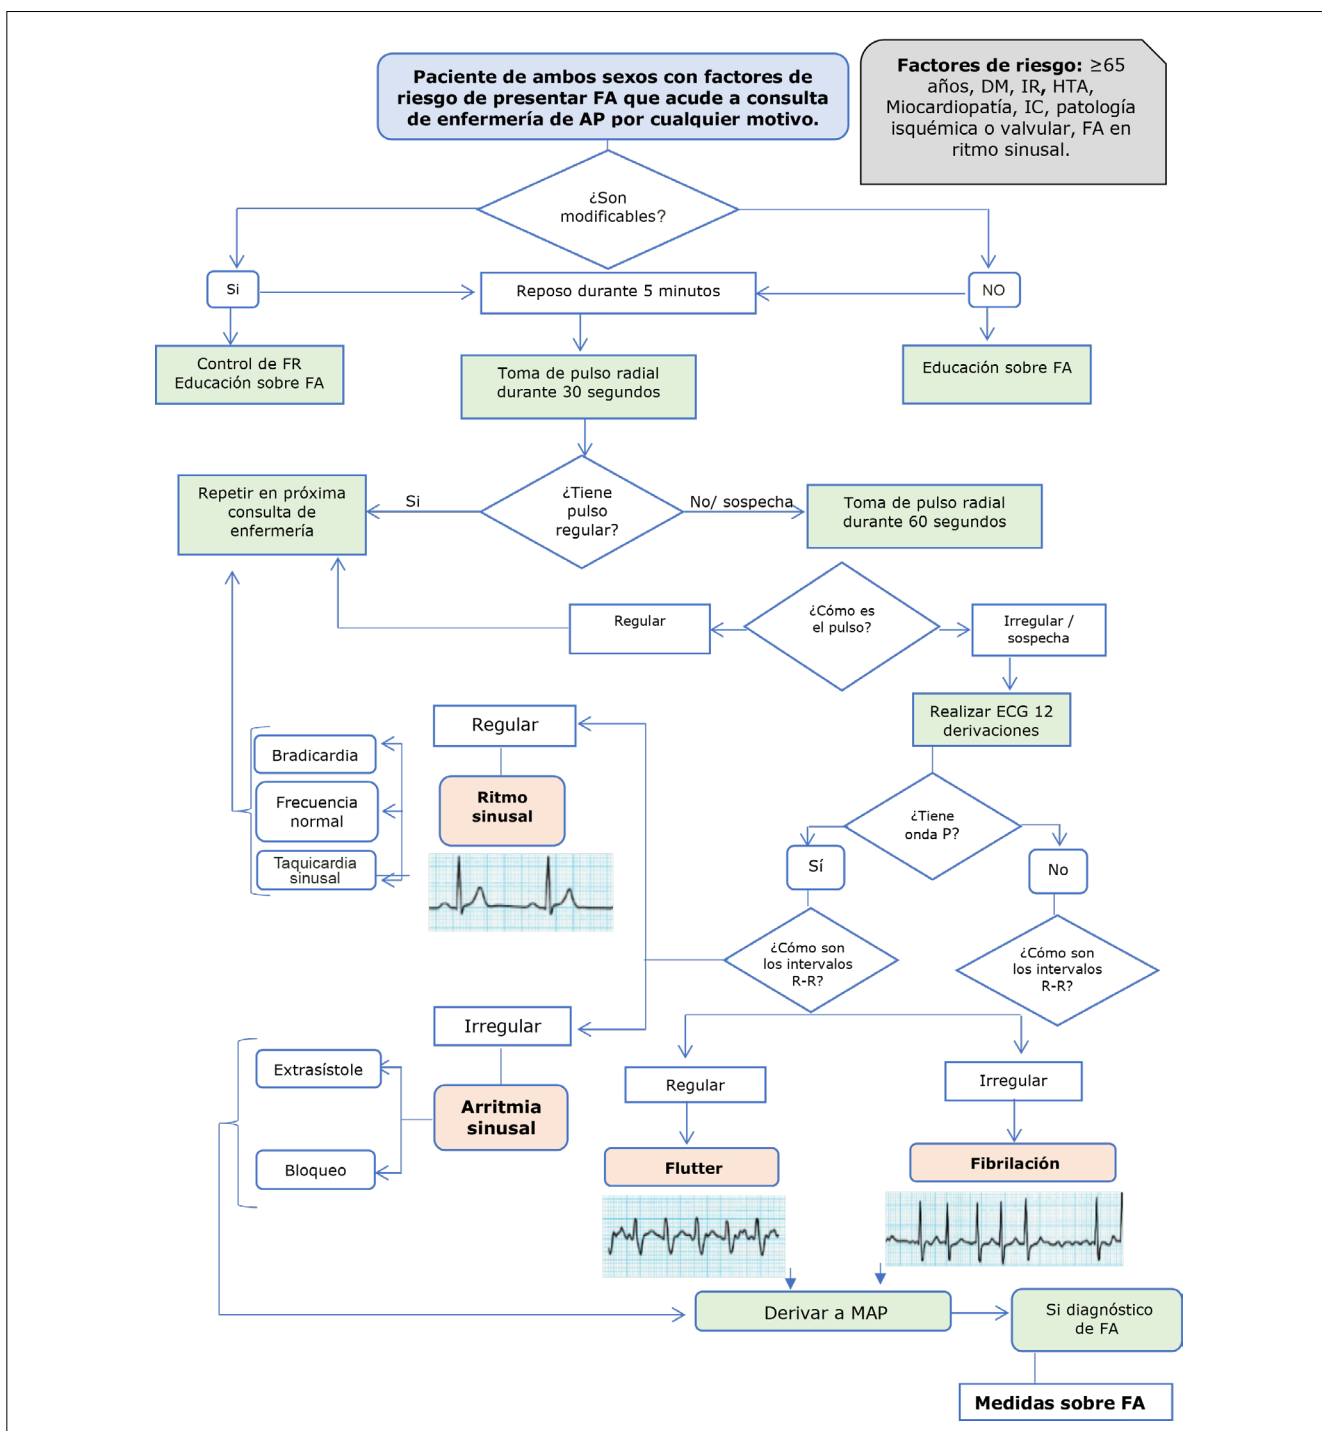 Paciente de ambos sexos con factores de
riesgo de presentar FA que acude a consulta
de enfermería de AP por cualquier motivo.
Factores de riesgo: ≥65
años, DM, IR, HTA,
Miocardiopatía, IC, patología
isquémica o valvular, FA en
ritmo sinusal.
¿Son
modificables?
Si
Reposo durante 5 minutos
NO
Control de FR
Educación sobre FA
Toma de pulso radial
durante 30 segundos
Educación sobre FA
Repetir en próxima
consulta de
enfermería
Si
¿Tiene
pulso
regular?
No/ sospecha
Toma de pulso radial
durante 60 segundos
Regular
¿Cómo es
el pulso?
Irregular /
sospecha
Realizar ECG 12
derivaciones
Regular
Bradicardia
Ritmo
sinusal
Frecuencia
normal
Taquicardia
sinusal
¿Tiene
onda P?
Sí
No
¿Cómo son
los intervalos
R-R?
¿Cómo son
los intervalos
R-R?
Irregular
Extrasístole
Arritmia
sinusal
Bloqueo
Regular
Irregular
Flutter
Fibrilación
Derivar a MAP
Si diagnóstico
de FA
Medidas sobre FA